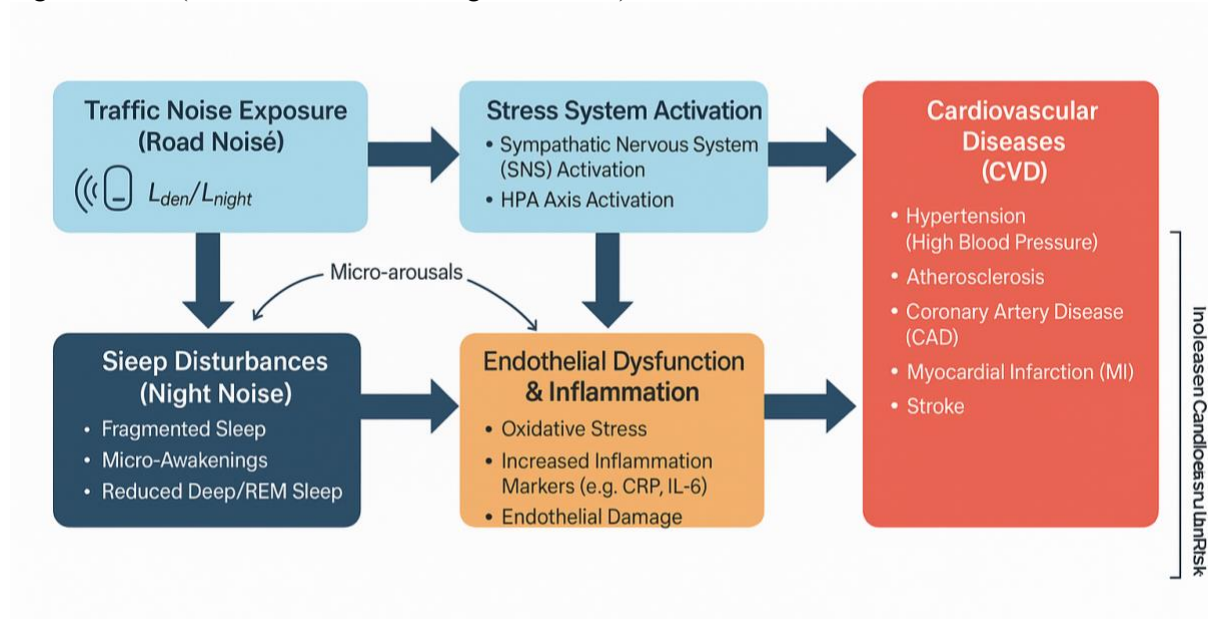 Traffic Noise Exposure
(Road Noisé)
L_den/L_night
Stress System Activation
• Sympathatic Nervous System
(SNS) Activation
• HPA Axis Activation
Cardiovascular
Diseases
(CVD)
• Hypertension
(High Blood Pressure)
• Atherosclerosis
• Coronary Artery Disease
(CAD)
• Myocardial Infarction (MI)
• Stroke
Micro-arousals
Sieep Disturbances
(Night Noise)
• Fragmented Sleep
• Micro-Awakenings
• Reduced Deep/REM Sleep
Endothelial Dysfunction
& Inflammation
• Oxidative Stress
• Increased Inflammation
Markers (e.g. CRP, IL-6)
• Endothelial Damage